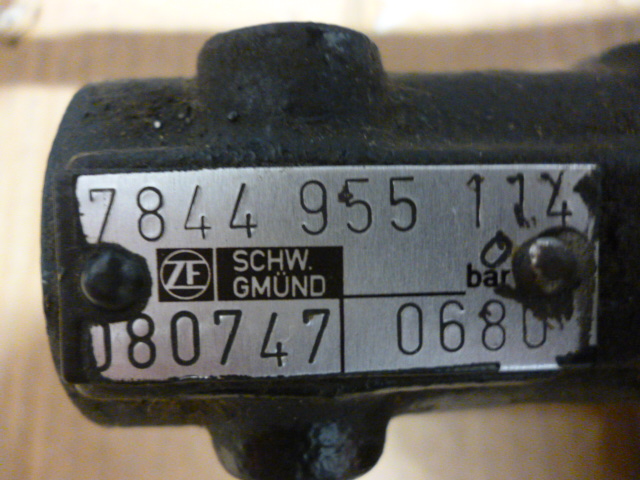 7844 955 114
ZF SCHW.
GMÜND
bar
080747 0680